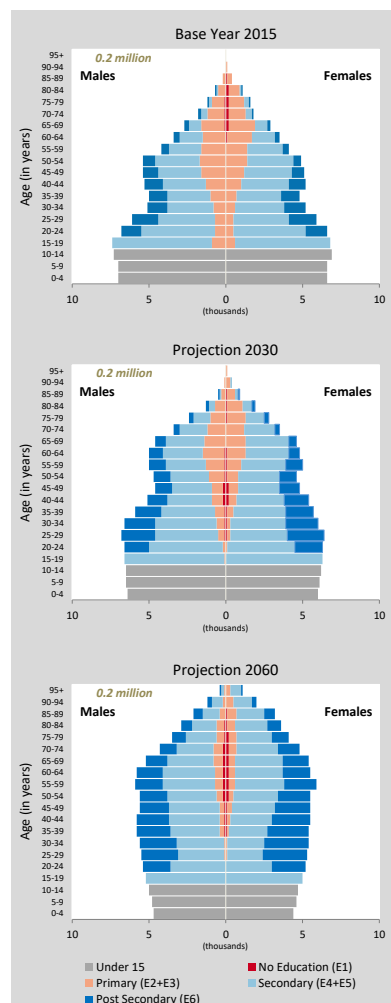 Base Year 2015
0.2 million
Males
Females
Age (in years)
95+
90-94
85-89
80-84
75-79
70-74
65-69
60-64
55-59
50-54
45-49
40-44
35-39
30-34
25-29
20-24
15-19
10-14
5-9
0-4
10 5 0 5 10
(thousands)
Projection 2030
0.2 million
Males
Females
Age (in years)
95+
90-94
85-89
80-84
75-79
70-74
65-69
60-64
55-59
50-54
45-49
40-44
35-39
30-34
25-29
20-24
15-19
10-14
5-9
0-4
10 5 0 5 10
(thousands)
Projection 2060
0.2 million
Males
Females
Age (in years)
95+
90-94
85-89
80-84
75-79
70-74
65-69
60-64
55-59
50-54
45-49
40-44
35-39
30-34
25-29
20-24
15-19
10-14
5-9
0-4
10 5 0 5 10
(thousands)
Under 15 No Education (E1)
Primary (E2+E3) Secondary (E4+E5)
Post Secondary (E6)